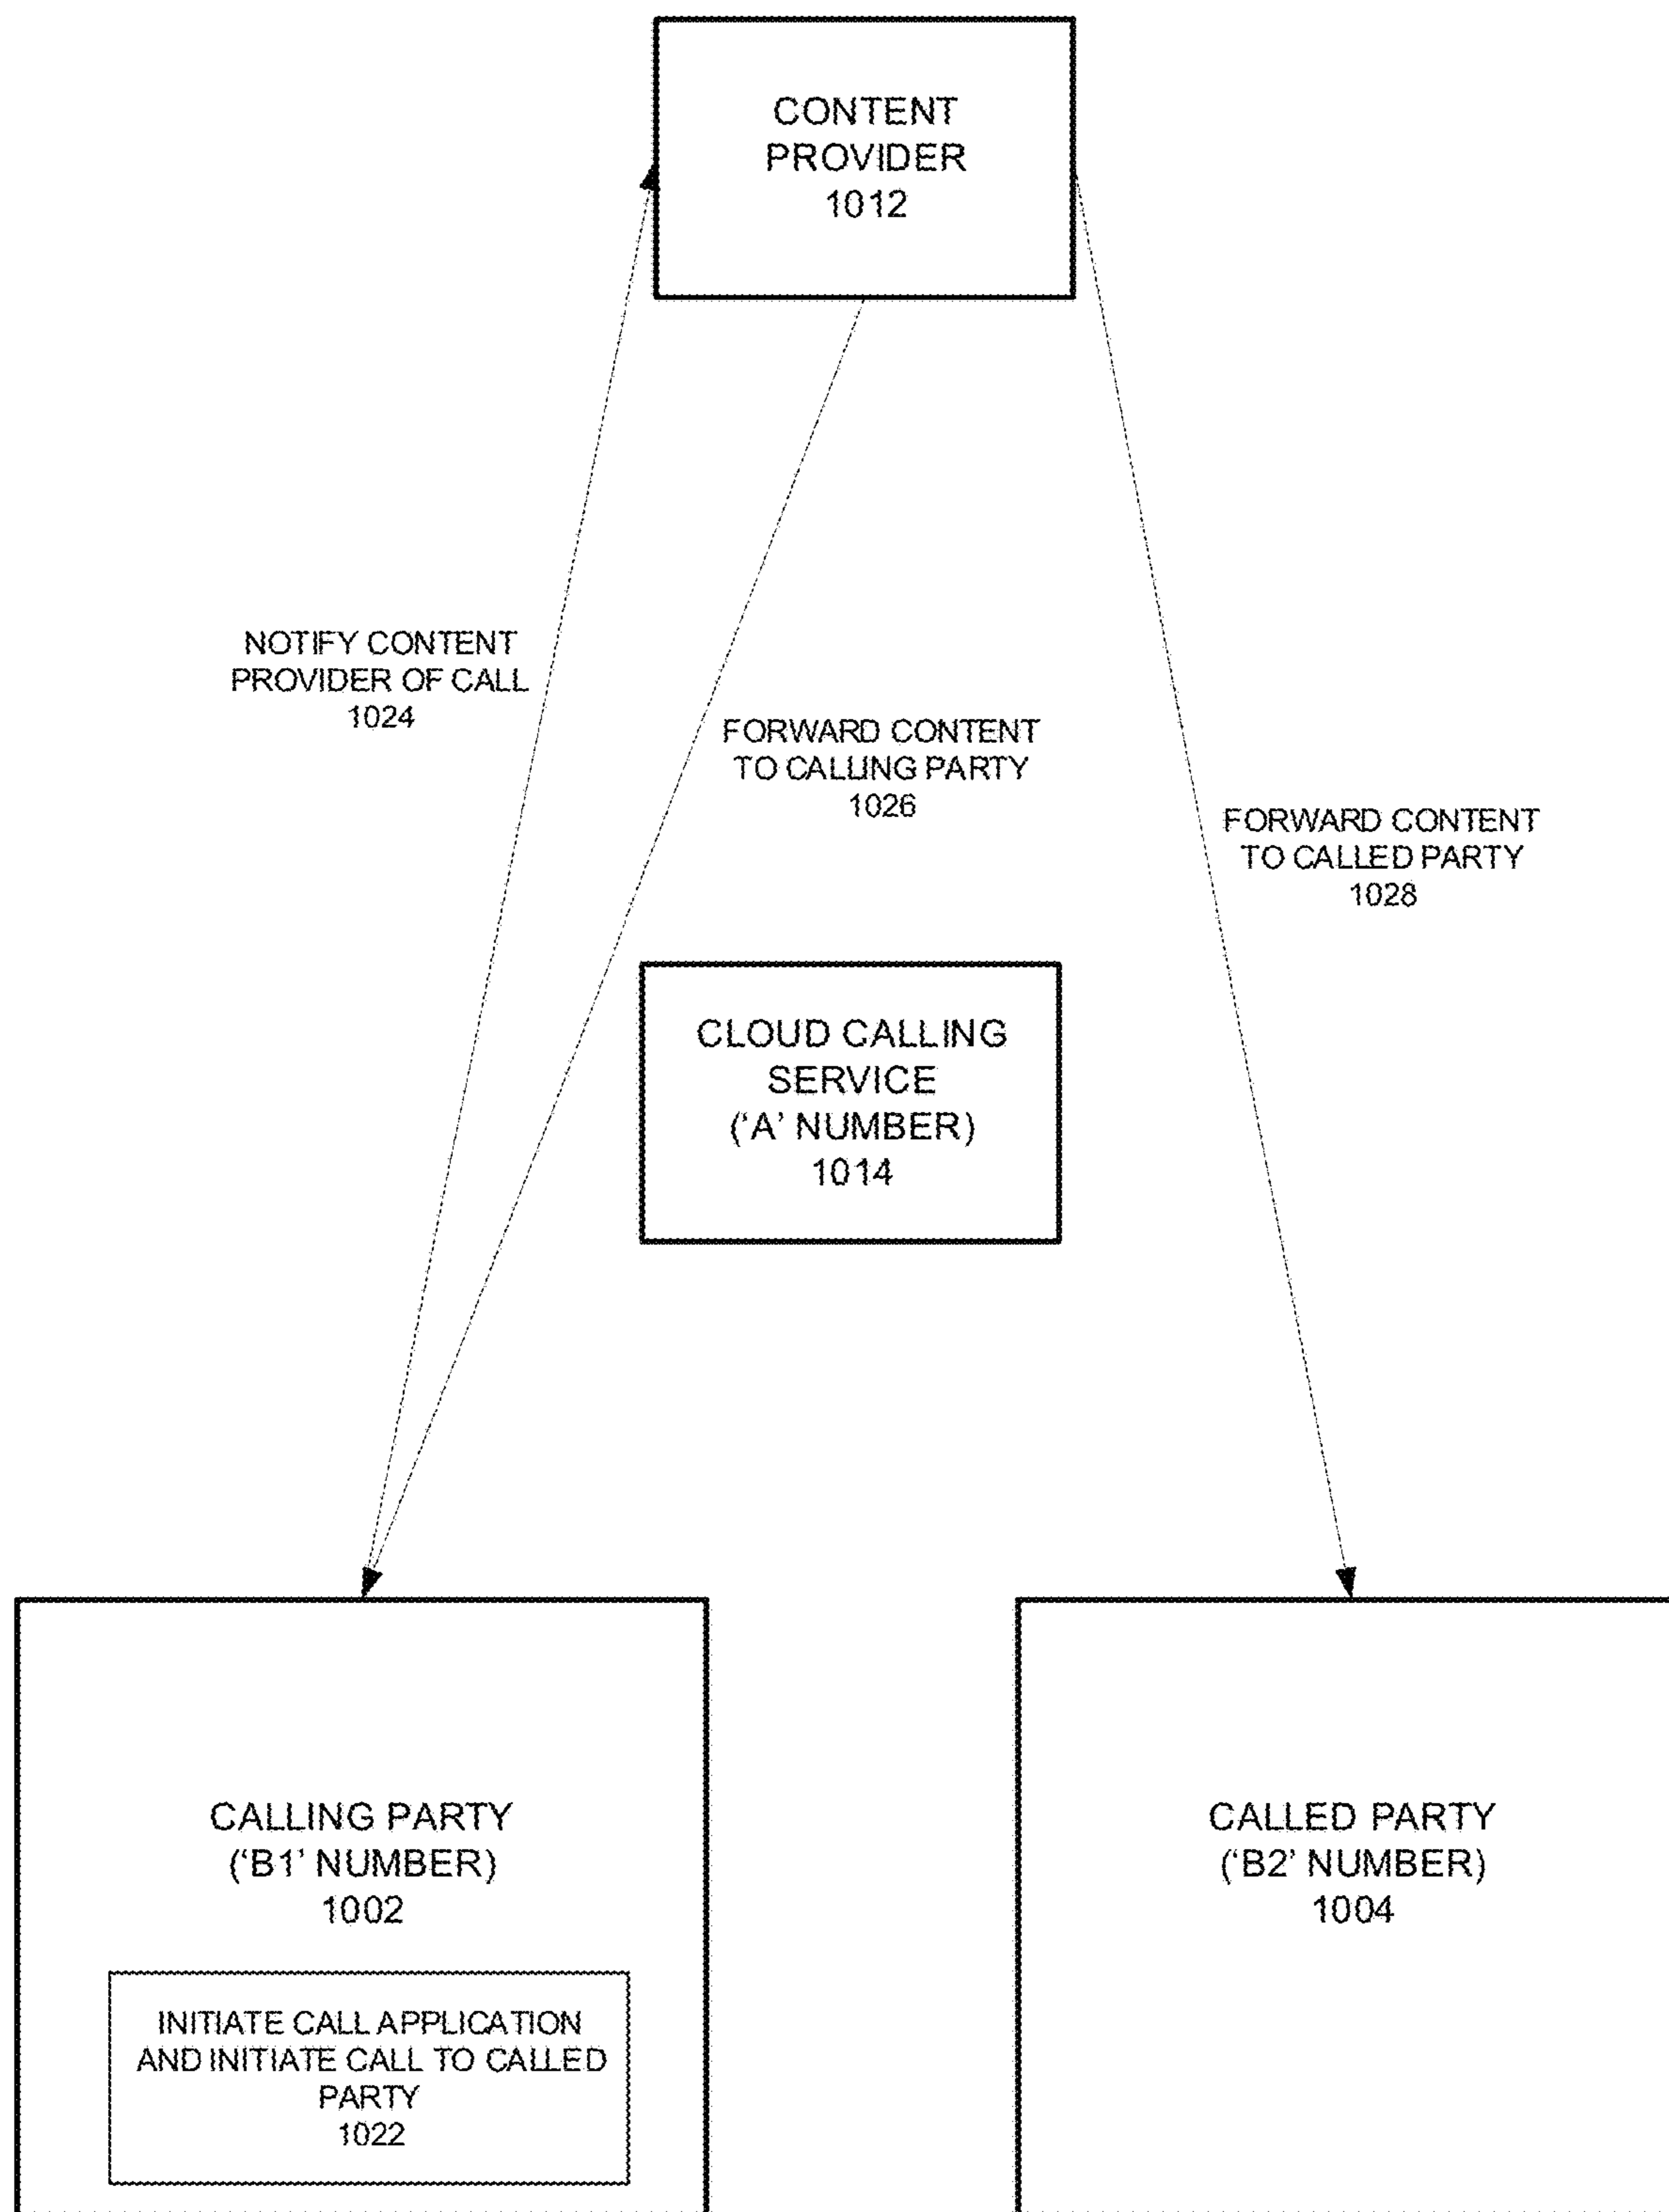 CONTENT
PROVIDER
1012
NOTIFY CONTENT
PROVIDER OF CALL
1024
FORWARD CONTENT
TO CALLING PARTY
1026
FORWARD CONTENT
TO CALLED PARTY
1028
CLOUD CALLING
SERVICE
('A' NUMBER)
1014
CALLING PARTY
('B1' NUMBER)
1002
INITIATE CALL APPLICATION
AND INITIATE CALL TO CALLED
PARTY
1022
CALLED PARTY
('B2' NUMBER)
1004